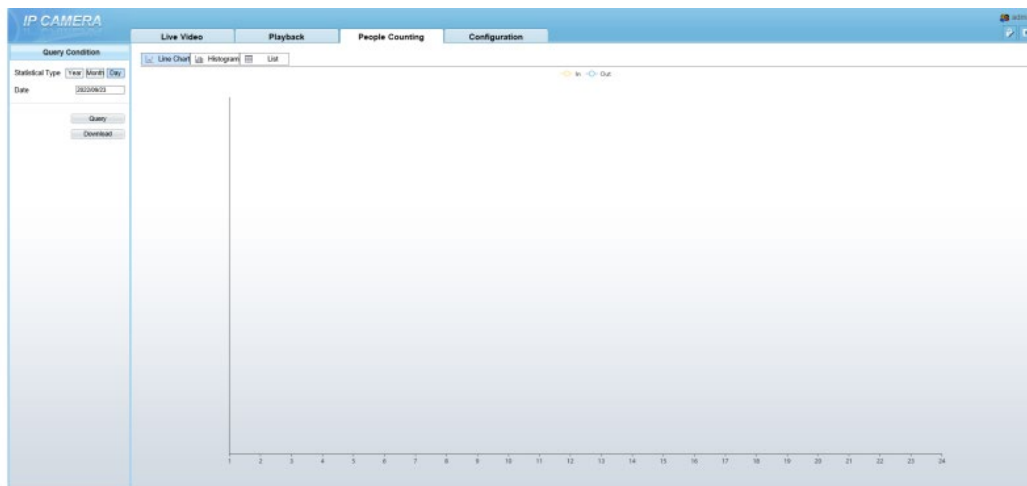 IP CAMERA
Live Video Playback People Counting Configuration
Query Condition
Line Chart Histogram List
Statistical Type Year Month Day
In Out
Date 2022/09/23
Query
Download
1 2 3 4 5 6 7 8 9 10 11 12 13 14 15 16 17 18 19 20 21 22 23 24